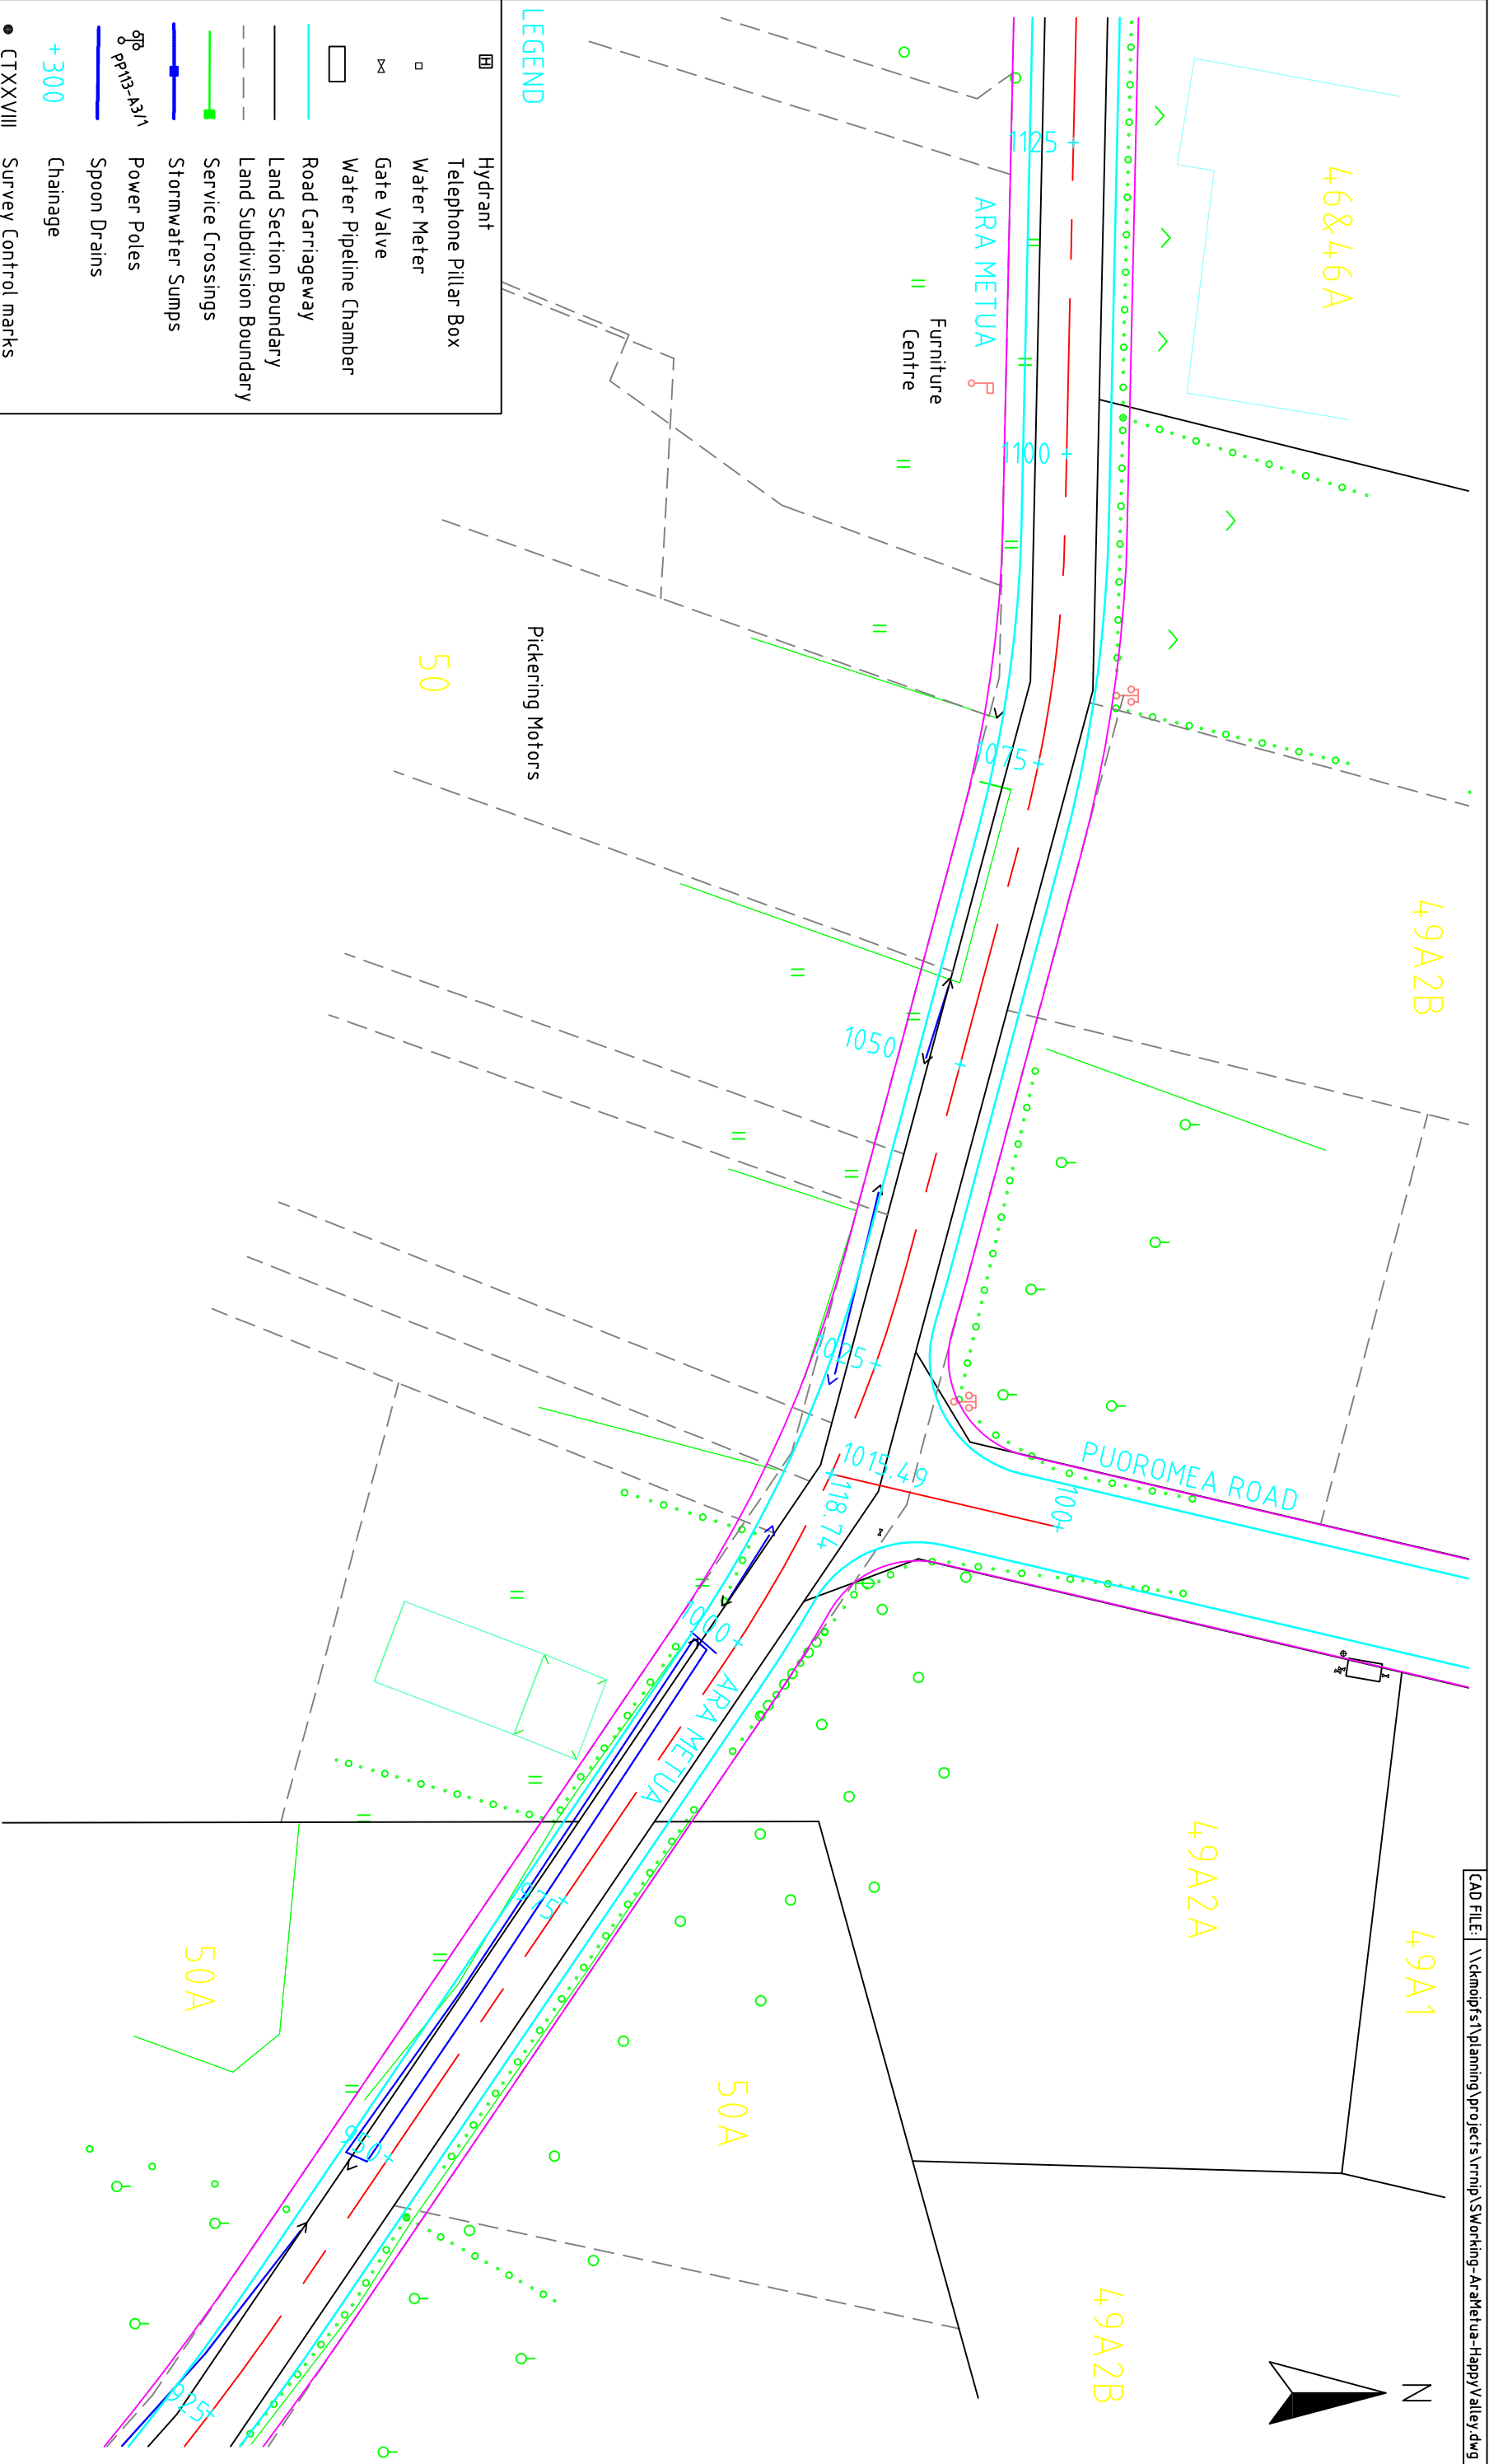 CAD FILE: \\ckmoipfs1\planning\projects\rrnip\SWorking-AraMetua-HappyValley.dwg
N
46&46A
49A2B
49A1
49A2A
49A2B
50A
50A
50
PUOROMEA ROAD
ARA METUA
ARA METUA
Furniture
Centre
Pickering Motors
1125
1100
1075
1050
1025
1015.49
118.74
100
1000
975
950
925
LEGEND
H Hydrant
Telephone Pillar Box
Water Meter
Gate Valve
Water Pipeline Chamber
Road Carriageway
Land Section Boundary
Land Subdivision Boundary
Service Crossings
Stormwater Sumps
PP113-A3/1 Power Poles
Spoon Drains
+300 Chainage
CTXXVIII Survey Control marks